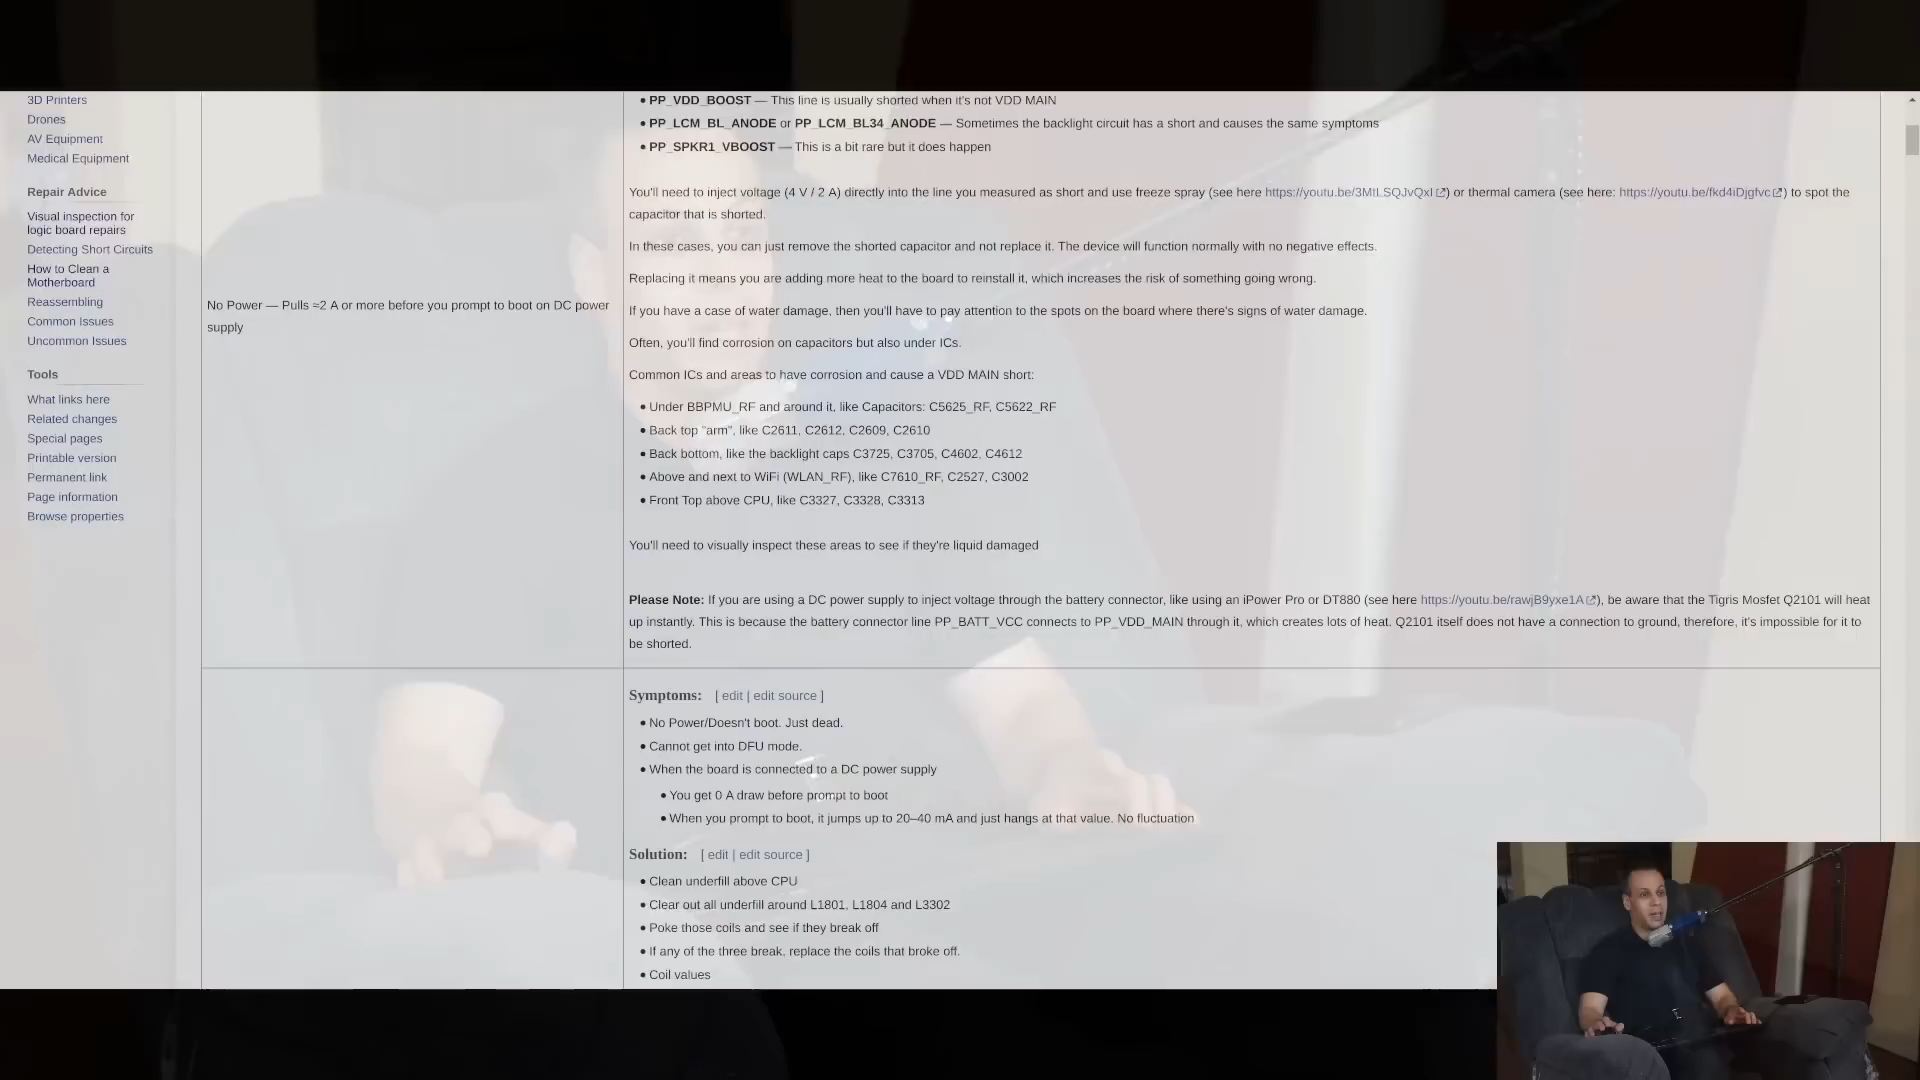 3D Printers
Drones
AV Equipment
Medical Equipment
Repair Advice
Visual inspection for
logic board repairs
Detecting Short Circuits
How to Clean a
Motherboard
Reassembling
Common Issues
Uncommon Issues
Tools
What links here
Related changes
Special pages
Printable version
Permanent link
Page information
Browse properties
No Power — Pulls ≈2 A or more before you prompt to boot on DC power
supply
• PP_VDD_BOOST — This line is usually shorted when it's not VDD MAIN
• PP_LCM_BL_ANODE or PP_LCM_BL34_ANODE — Sometimes the backlight circuit has a short and causes the same symptoms
• PP_SPKR1_VBOOST — This is a bit rare but it does happen
You'll need to inject voltage (4 V / 2 A) directly into the line you measured as short and use freeze spray (see here https://youtu.be/3MtLSQJvQxI) or thermal camera (see here: https://youtu.be/fkd4iDjgfvc) to spot the
capacitor that is shorted.
In these cases, you can just remove the shorted capacitor and not replace it. The device will function normally with no negative effects.
Replacing it means you are adding more heat to the board to reinstall it, which increases the risk of something going wrong.
If you have a case of water damage, then you'll have to pay attention to the spots on the board where there's signs of water damage.
Often, you'll find corrosion on capacitors but also under ICs.
Common ICs and areas to have corrosion and cause a VDD MAIN short:
• Under BBPMU_RF and around it, like Capacitors: C5625_RF, C5622_RF
• Back top "arm", like C2611, C2612, C2609, C2610
• Back bottom, like the backlight caps C3725, C3705, C4602, C4612
• Above and next to WiFi (WLAN_RF), like C7610_RF, C2527, C3002
• Front Top above CPU, like C3327, C3328, C3313
You'll need to visually inspect these areas to see if they're liquid damaged
Please Note: If you are using a DC power supply to inject voltage through the battery connector, like using an iPower Pro or DT880 (see here https://youtu.be/rawjB9yxe1A), be aware that the Tigris Mosfet Q2101 will heat
up instantly. This is because the battery connector line PP_BATT_VCC connects to PP_VDD_MAIN through it, which creates lots of heat. Q2101 itself does not have a connection to ground, therefore, it's impossible for it to
be shorted.
Symptoms: [ edit | edit source ]
• No Power/Doesn't boot. Just dead.
• Cannot get into DFU mode.
• When the board is connected to a DC power supply
• You get 0 A draw before prompt to boot
• When you prompt to boot, it jumps up to 20–40 mA and just hangs at that value. No fluctuation
Solution: [ edit | edit source ]
• Clean underfill above CPU
• Clear out all underfill around L1801, L1804 and L3302
• Poke those coils and see if they break off
• If any of the three break, replace the coils that broke off.
• Coil values